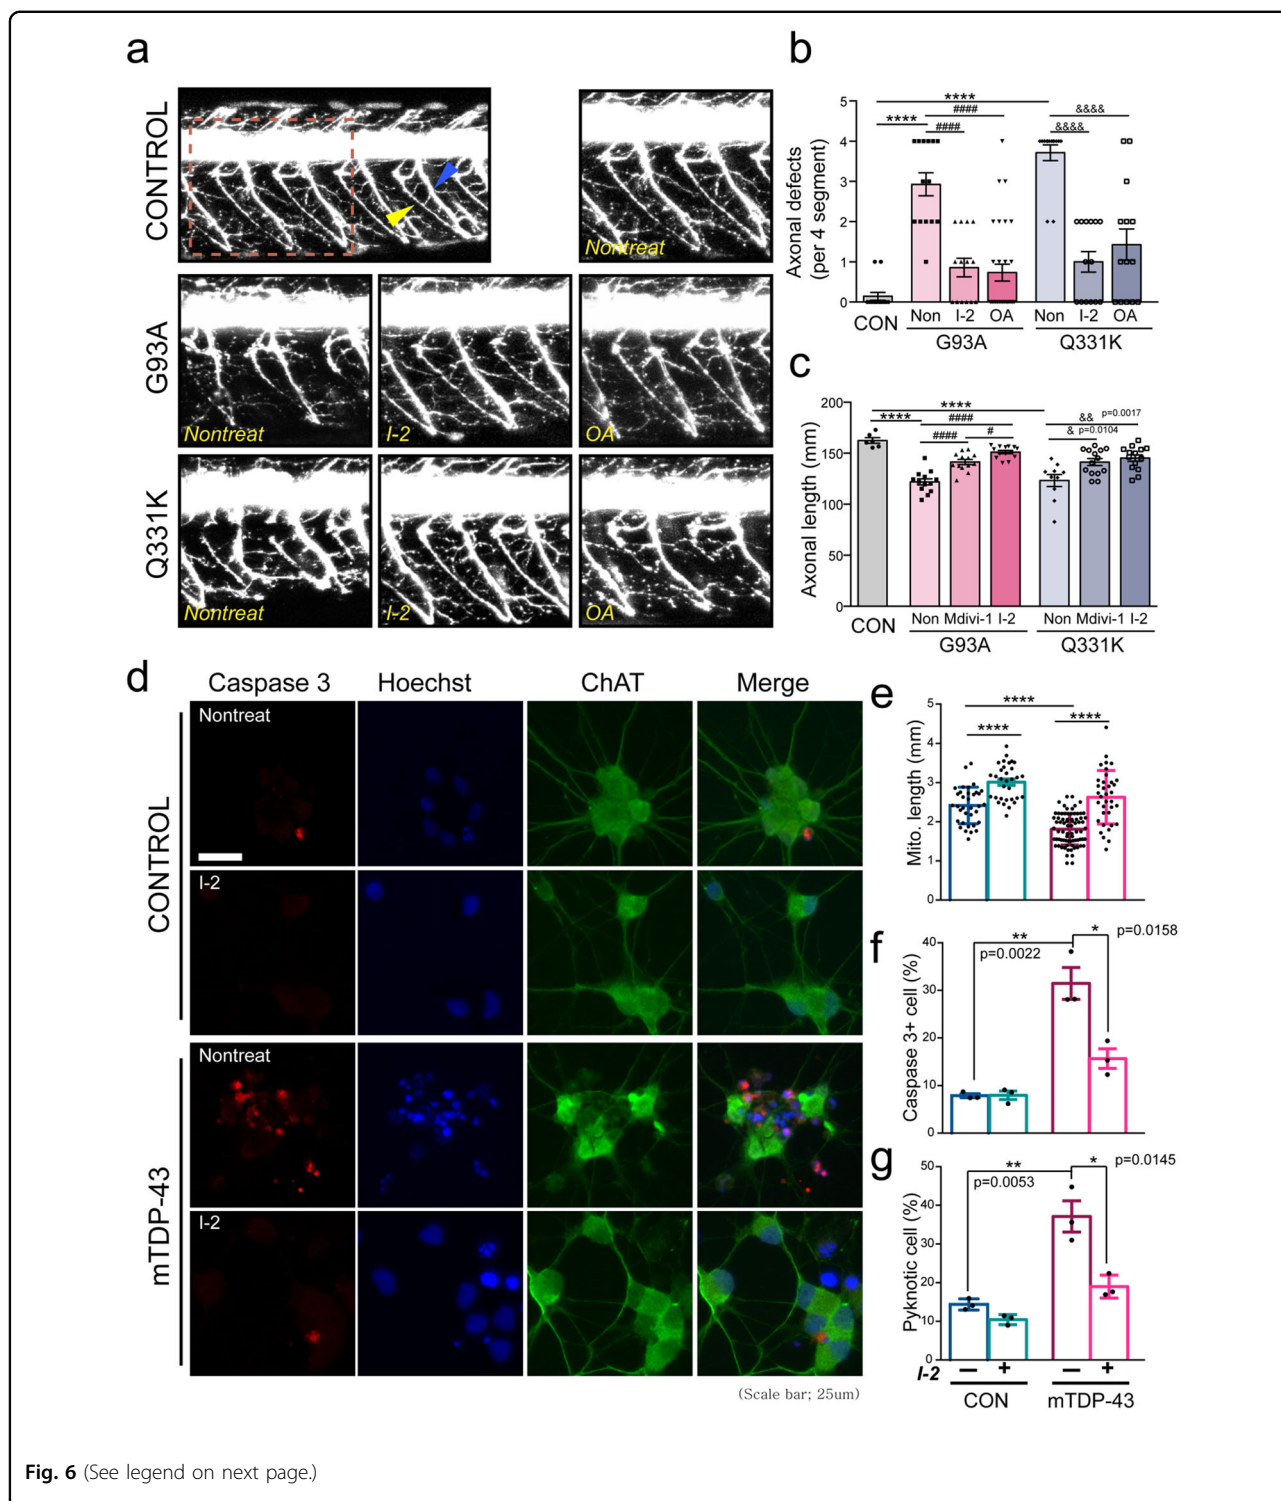 a
CONTROL
Nontreat
G93A
Nontreat
I-2
OA
Q331K
Nontreat
I-2
OA
b
Axonal defects
(per 4 segment)
5
4
3
2
1
0
****
####
****
####
&&&&
&&&&
CON
Non I-2 OA
Non I-2 OA
G93A
Q331K
c
Axonal length (mm)
200
150
100
50
0
****
****
####
####
#
&& p=0.0017
& p=0.0104
CON
Non Mdivi-1 I-2
Non Mdivi-1 I-2
G93A
Q331K
d
Caspase 3 Hoechst ChAT Merge
CONTROL
Nontreat
I-2
mTDP-43
Nontreat
I-2
(Scale bar; 25um)
e
Mito. length (mm)
5
4
3
2
1
0
****
****
****
f
Caspase 3+ cell (%)
40
30
20
10
0
**
p=0.0022
*
p=0.0158
g
Pyknotic cell (%)
50
40
30
20
10
0
**
p=0.0053
*
p=0.0145
I-2 − + − +
CON mTDP-43
Fig. 6 (See legend on next page.)